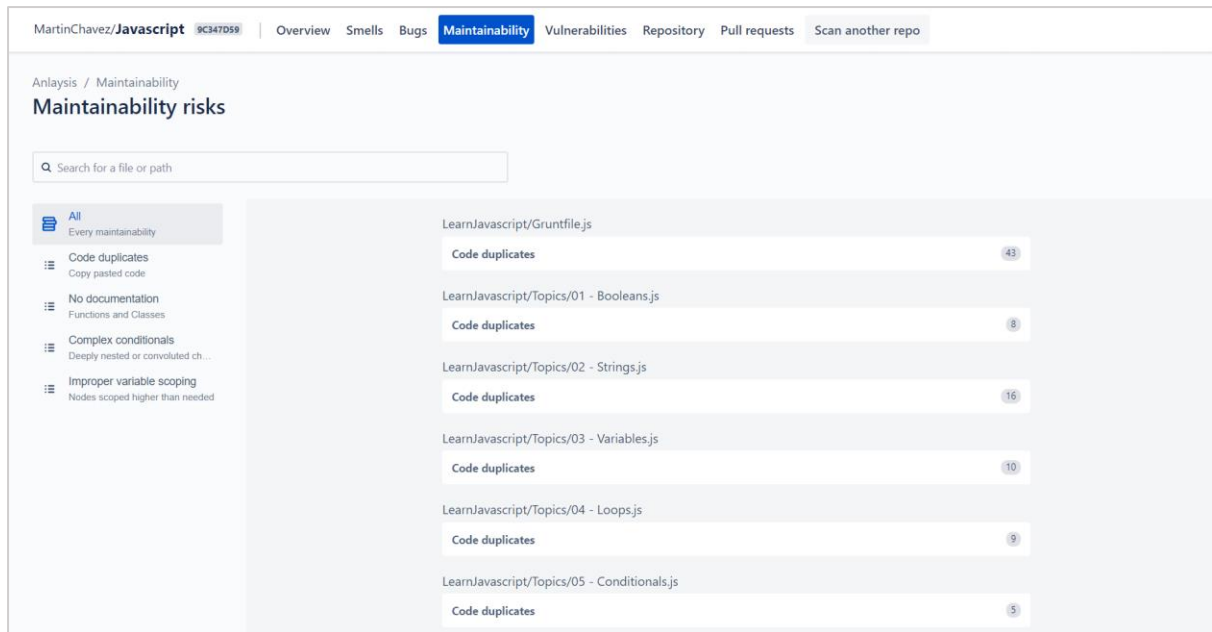 MartinChavez/Javascript 9C347D59 Overview Smells Bugs Maintainability Vulnerabilities Repository Pull requests Scan another repo
Anlaysis / Maintainability
Maintainability risks
Search for a file or path
All
Every maintainability
Code duplicates
Copy pasted code
No documentation
Functions and Classes
Complex conditionals
Deeply nested or convoluted ch...
Improper variable scoping
Nodes scoped higher than needed
LearnJavascript/Gruntfile.js
Code duplicates 43
LearnJavascript/Topics/01 - Booleans.js
Code duplicates 8
LearnJavascript/Topics/02 - Strings.js
Code duplicates 16
LearnJavascript/Topics/03 - Variables.js
Code duplicates 10
LearnJavascript/Topics/04 - Loops.js
Code duplicates 9
LearnJavascript/Topics/05 - Conditionals.js
Code duplicates 5